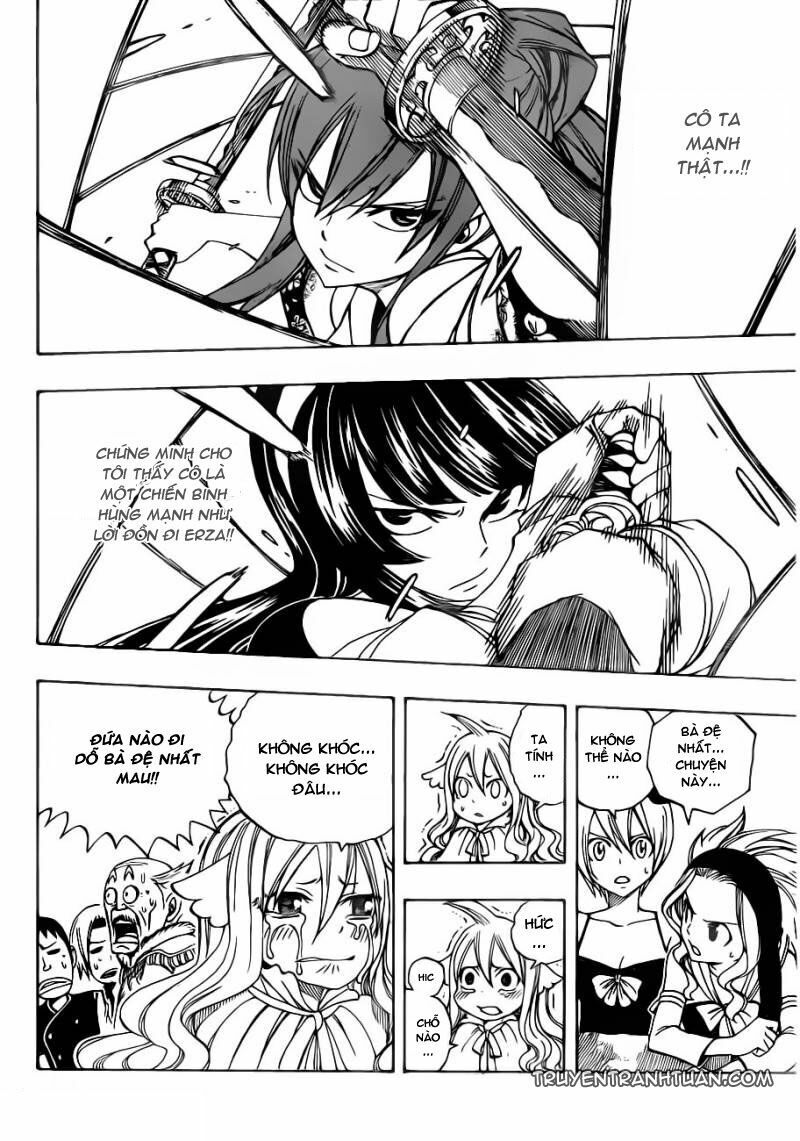 CÔ TA
MẠNH
THẬT...!!
CHỨNG MINH CHO
TÔI THẤY CÔ LÀ
MỘT CHIẾN BINH
HÙNG MẠNH NHƯ
LỜI ĐỒN ĐI ERZA!!
BÀ ĐỆ
NHẤT...
CHUYỆN
NÀY...
KHÔNG
THỂ NÀO
...
TA
TÍNH
...
HỨC
...
HIC
CHỖ
NÀO
...
KHÔNG KHÓC...
KHÔNG KHÓC
ĐÂU...
ĐỨA NÀO ĐI
DỖ BÀ ĐỆ NHẤT
MAU!!
TRUYENTRANHTUAN.COM